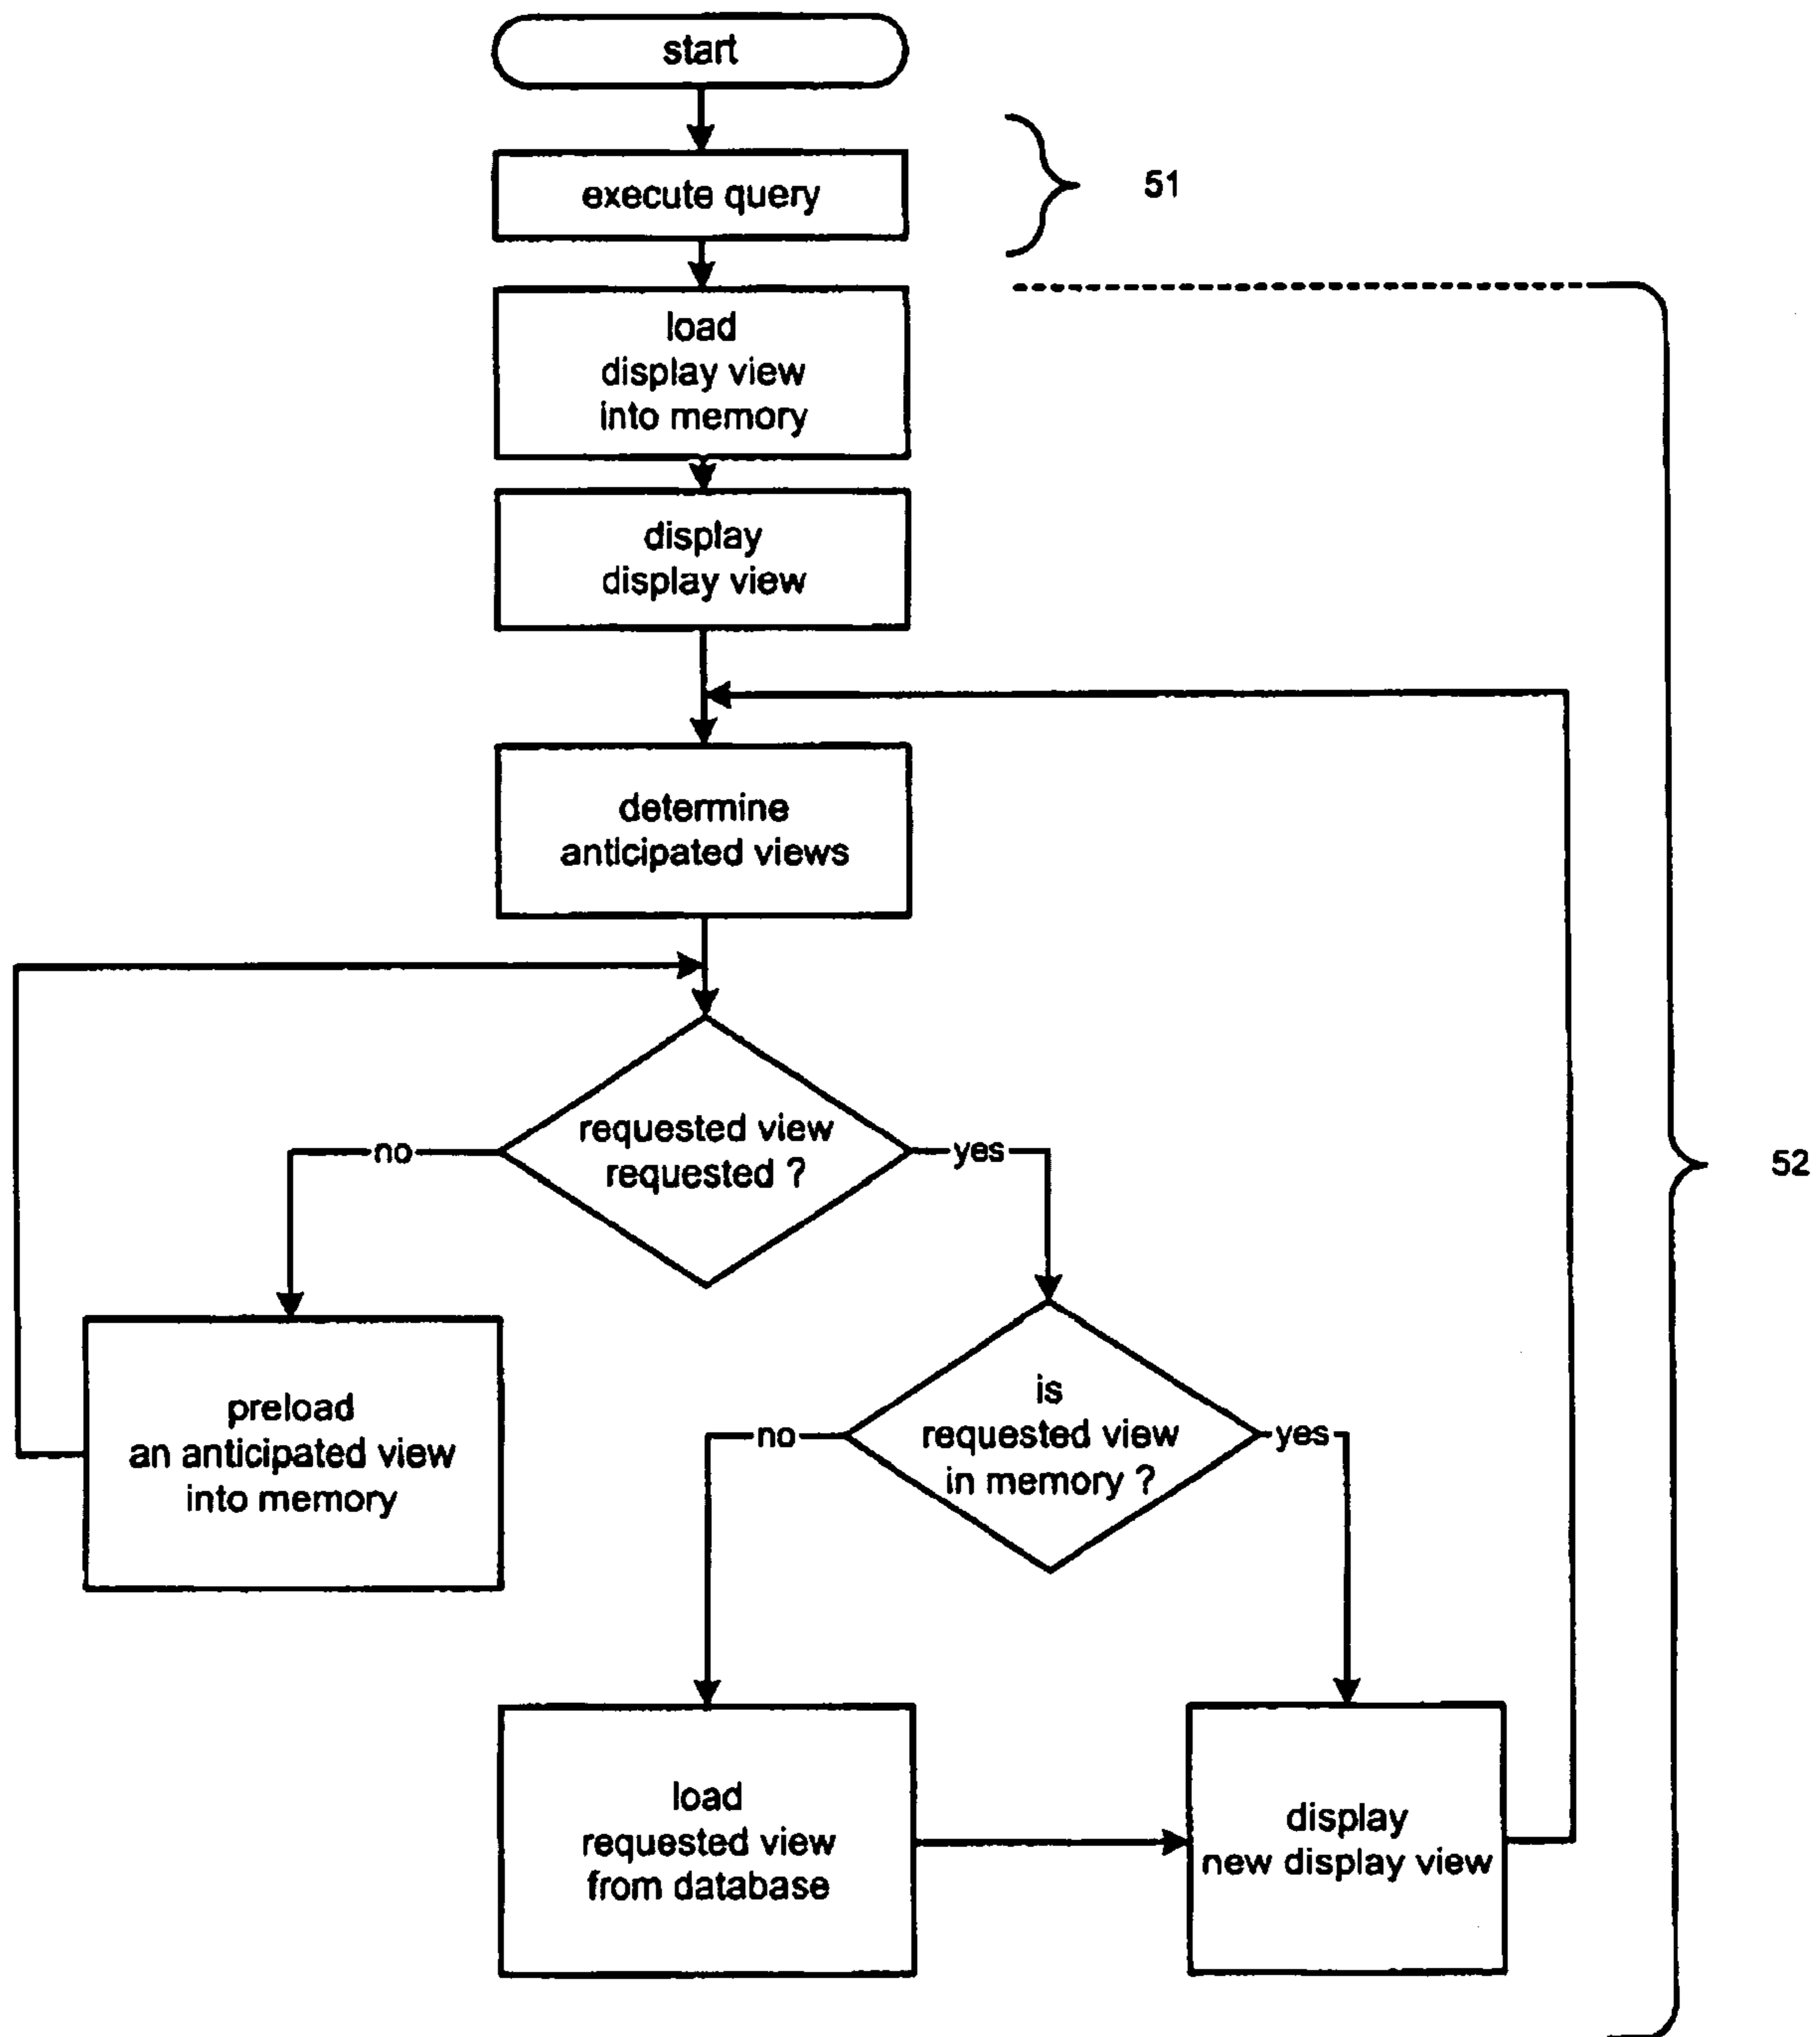 start
execute query
51
load
display view
into memory
display
display view
determine
anticipated views
requested view
requested ?
no
yes
52
preload
an anticipated view
into memory
is
requested view
in memory ?
no
yes
load
requested view
from database
display
new display view